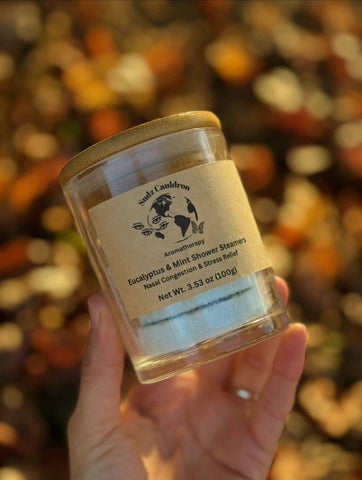 Sudz Cauldron
Aromatherapy
Eucalyptus & Mint Shower Steamers
Nasal Congestion & Stress Relief
Net Wt. 3.53 oz (100g)